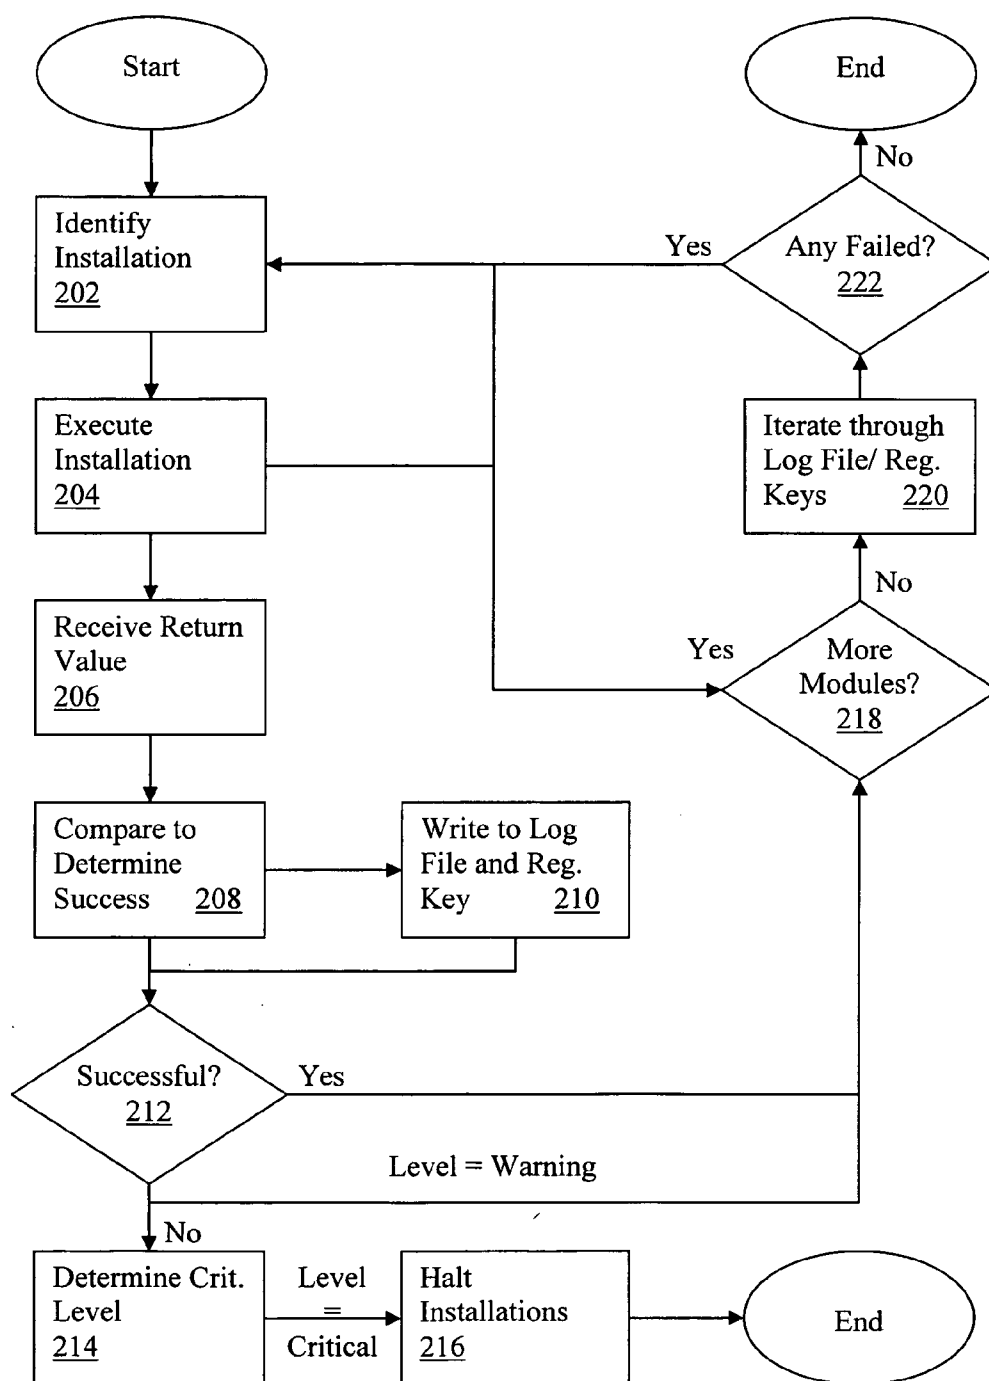 Start
End
No
Identify
Installation
202
Yes
Any Failed?
222
Execute
Installation
204
Iterate through
Log File/ Reg.
Keys 220
No
Receive Return
Value
206
Yes
More
Modules?
218
Compare to
Determine
Success 208
Write to Log
File and Reg.
Key 210
Successful?
212
Yes
Level = Warning
No
Determine Crit.
Level
214
Level
=
Critical
Halt
Installations
216
End